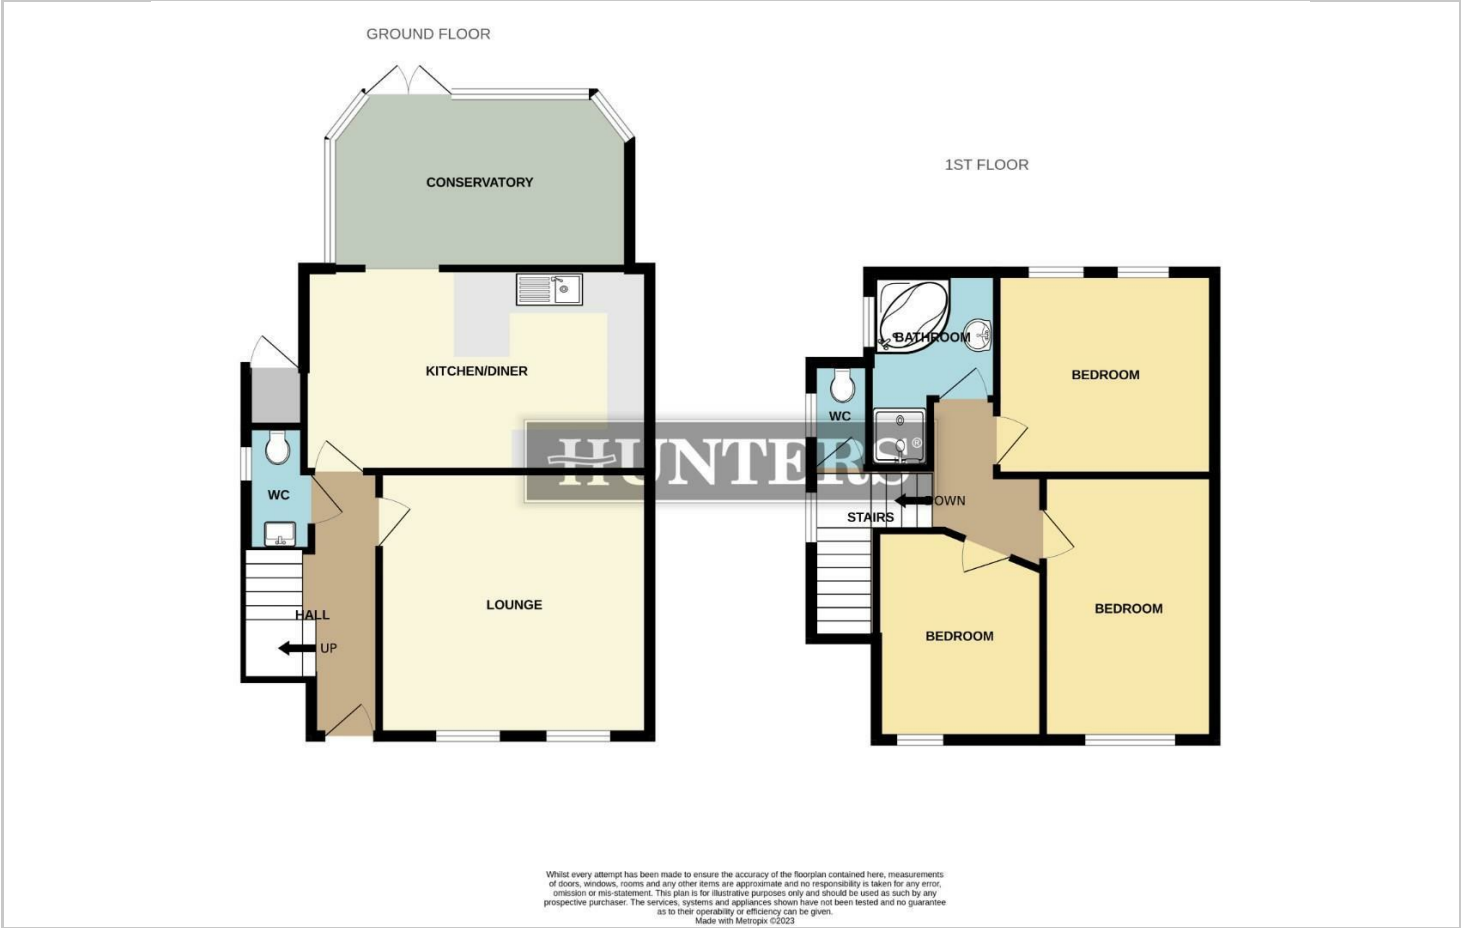 GROUND FLOOR
CONSERVATORY
KITCHEN/DINER
WC
HALL
UP
LOUNGE
1ST FLOOR
BATHROOM
BEDROOM
WC
DOWN
STAIRS
BEDROOM
BEDROOM
HUNTERS®
Whilst every attempt has been made to ensure the accuracy of the floorplan contained here, measurements
of doors, windows, rooms and any other items are approximate and no responsibility is taken for any error,
omission or mis-statement. This plan is for illustrative purposes only and should be used as such by any
prospective purchaser. The services, systems and appliances shown have not been tested and no guarantee
as to their operability or efficiency can be given.
Made with Metropix ©2023